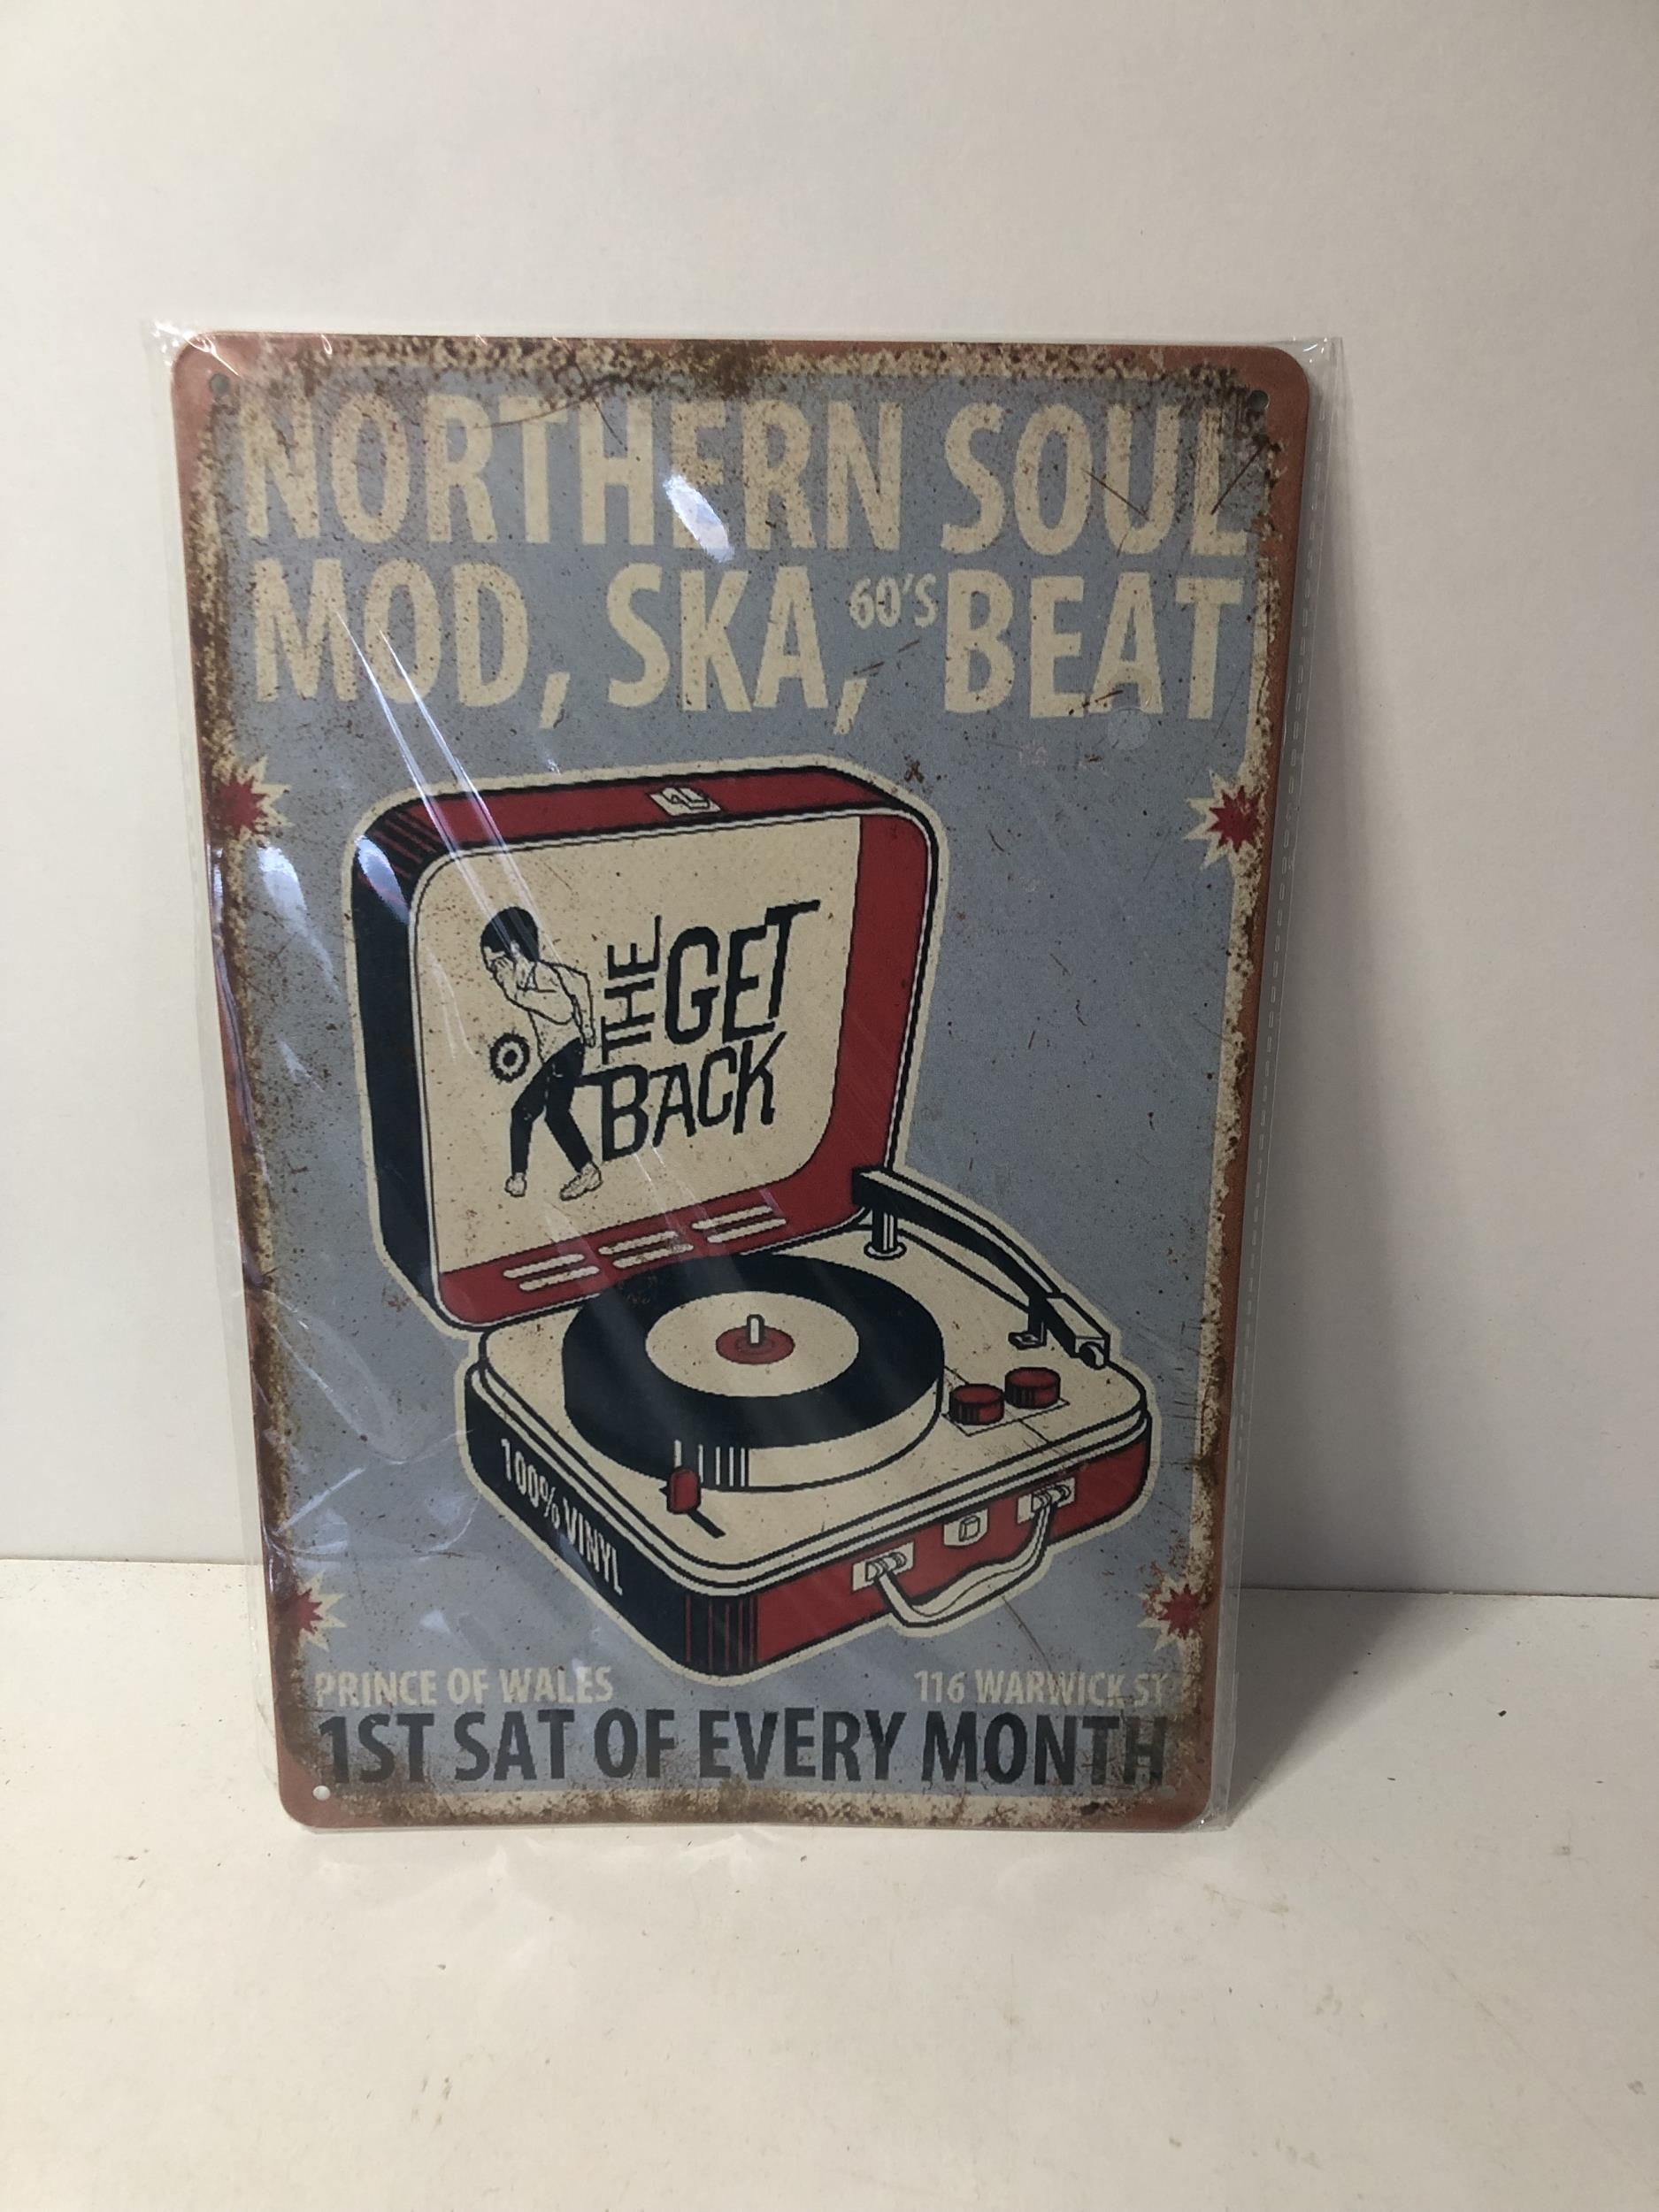 NORTHERN SOUL
MOD, SKA, 60'S BEAT
THE GET
BACK
100% VINYL
PRINCE OF WALES
116 WARWICK ST
1ST SAT OF EVERY MONTH